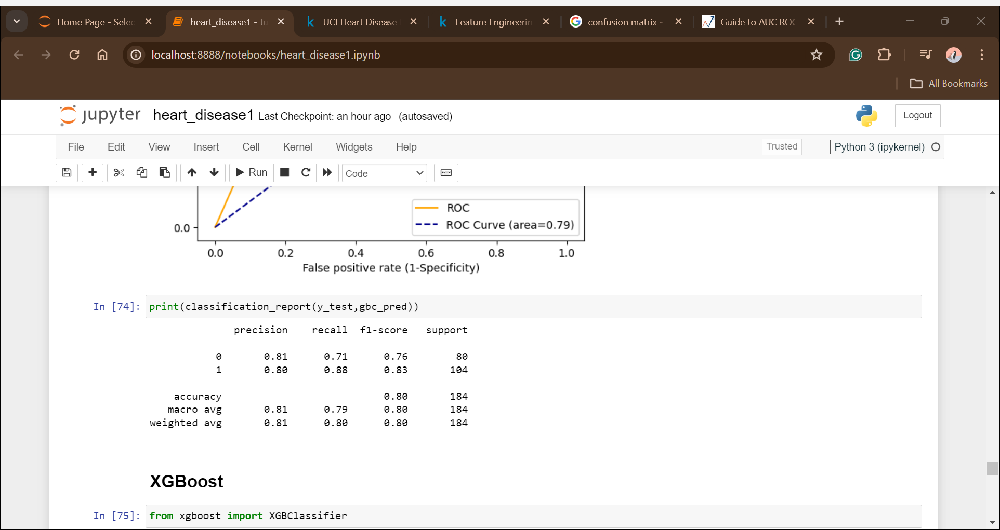 Home Page - Selec
heart_disease1 - Ju
UCI Heart Disease
Feature Engineerin
confusion matrix -
Guide to AUC ROC
localhost:8888/notebooks/heart_disease1.ipynb
All Bookmarks
jupyter heart_disease1 Last Checkpoint: an hour ago (autosaved)
Logout
File Edit View Insert Cell Kernel Widgets Help
Trusted
Python 3 (ipykernel)
Run
Code
ROC
0.0
ROC Curve (area=0.79)
0.0 0.2 0.4 0.6 0.8 1.0
False positive rate (1-Specificity)
In [74]: print(classification_report(y_test,gbc_pred))
precision recall f1-score support
0 0.81 0.71 0.76 80
1 0.80 0.88 0.83 104
accuracy 0.80 184
macro avg 0.81 0.79 0.80 184
weighted avg 0.81 0.80 0.80 184
XGBoost
In [75]: from xgboost import XGBClassifier